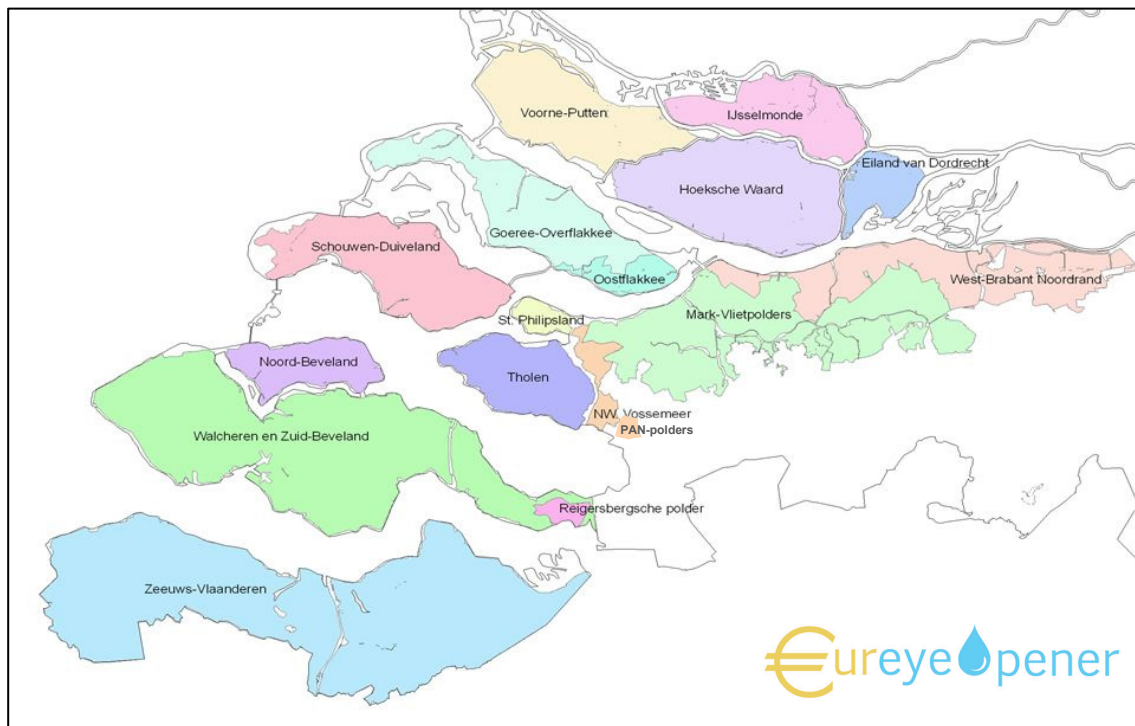 Voorne-Putten
IJsselmonde
Eiland van Dordrecht
Hoeksche Waard
Goeree-Overflakkee
Schouwen-Duiveland
Oostflakkee
West-Brabant Noordrand
St. Philipsland
Mark-Vlietpolders
Noord-Beveland
Tholen
NW. Vossemeer
PAN-polders
Walcheren en Zuid-Beveland
Reigersbergsche polder
Zeeuws-Vlaanderen
€ureyeOpener